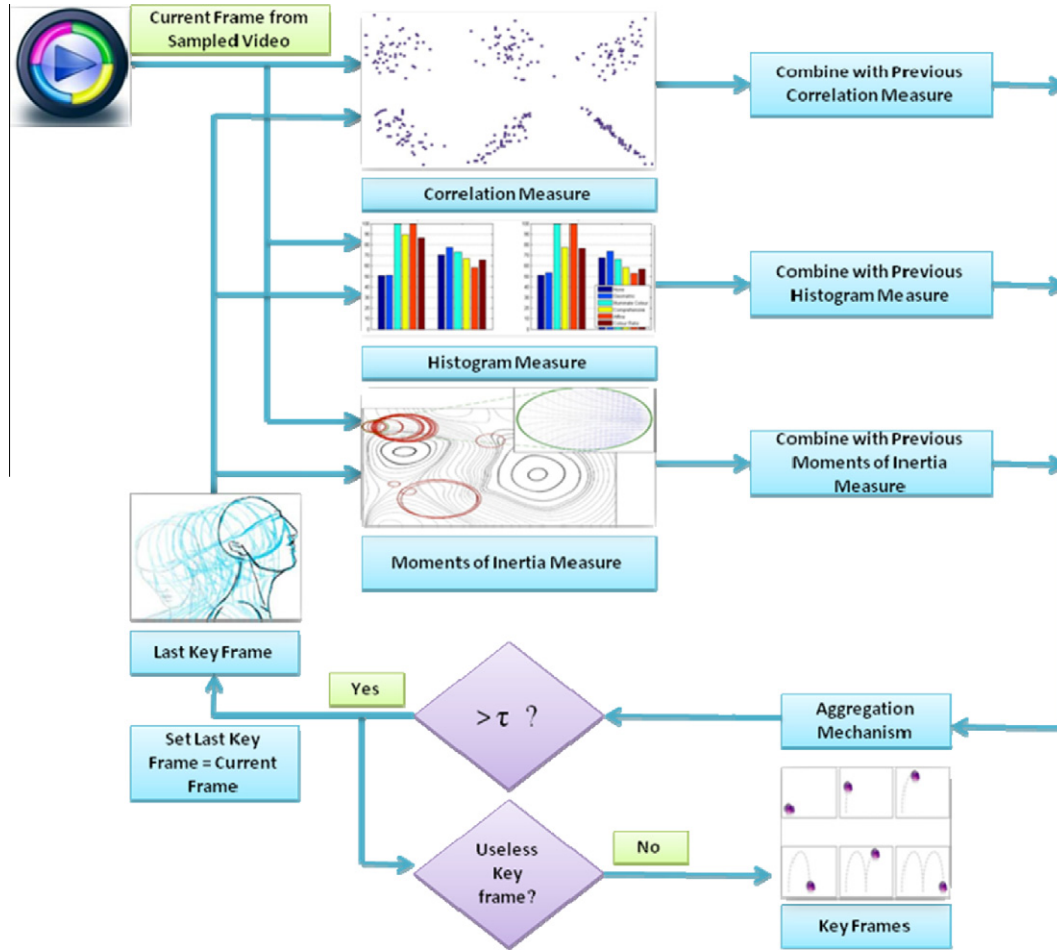 Current Frame from
Sampled Video
Combine with Previous
Correlation Measure
Correlation Measure
Combine with Previous
Histogram Measure
Histogram Measure
Combine with Previous
Moments of Inertia
Measure
Moments of Inertia Measure
Last Key Frame
Yes
> τ ?
Aggregation
Mechanism
Set Last Key
Frame = Current
Frame
Useless
Key
frame?
No
Key Frames